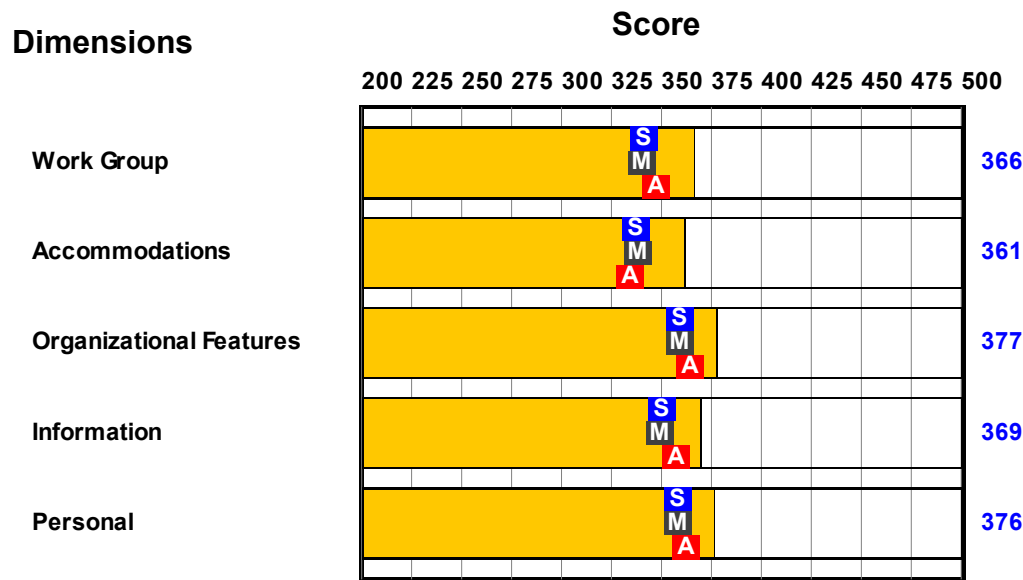 Score
Dimensions
200 225 275 275 300 325 350 375 400 425 450 475 500
S
Work Group M 366
A
S
Accommodations M 361
A
S
Organizational Features M 377
A
S
Information M 369
A
S
Personal M 376
A